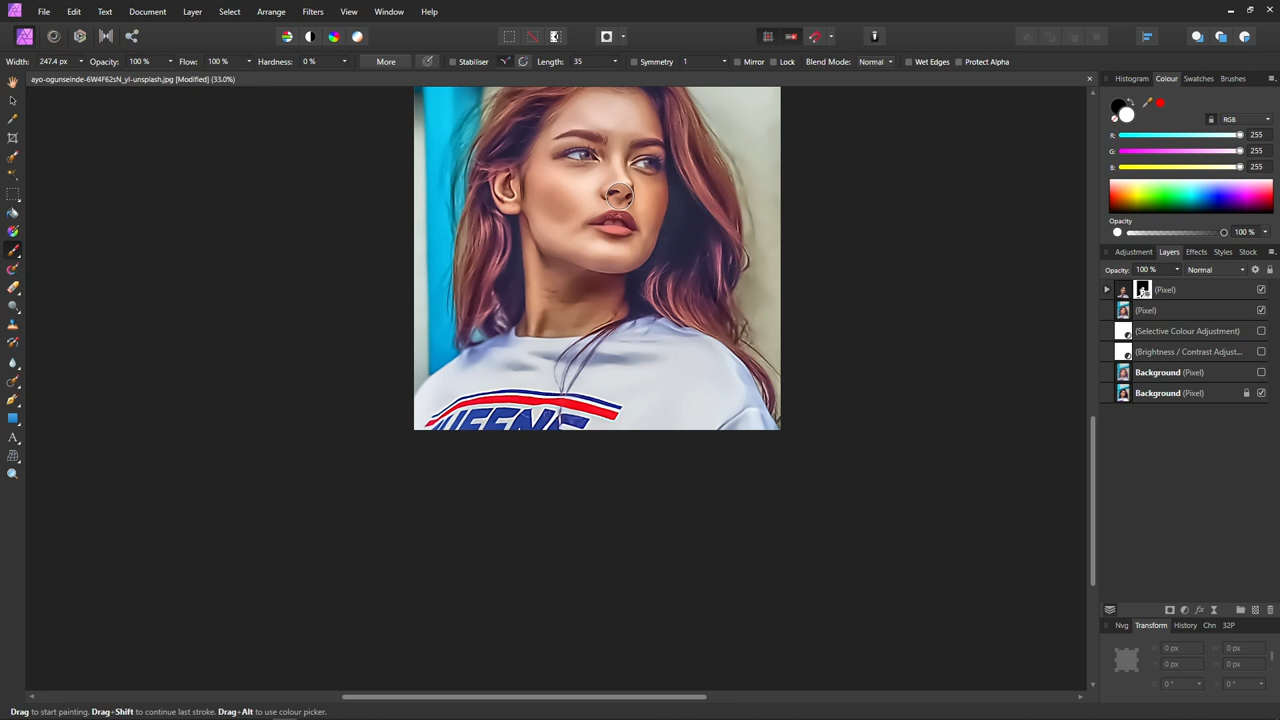 File Edit Text Document Layer Select Arrange Filters View Window Help
Width: 247.4 px Opacity: 100 % Flow: 100 % Hardness: 0 % More Stabiliser Length: 35 Symmetry 1 Mirror Lock Blend Mode: Normal Wet Edges Protect Alpha
ayo-ogunseinde-6W4F62sN_yI-unsplash.jpg [Modified] (33.0%)
Histogram Colour Swatches Brushes
RGB
R: 255
G: 255
B: 255
Opacity
100 %
Adjustment Layers Effects Styles Stock
Opacity: 100 % Normal
(Pixel)
(Pixel)
(Selective Colour Adjustment)
(Brightness / Contrast Adjust...
Background (Pixel)
Background (Pixel)
QUEENS
Nvg Transform History Chn 32P
X: 0 px W: 0 px
Y: 0 px H: 0 px
R: 0 ° S: 0 °
Drag to start painting. Drag+Shift to continue last stroke. Drag+Alt to use colour picker.